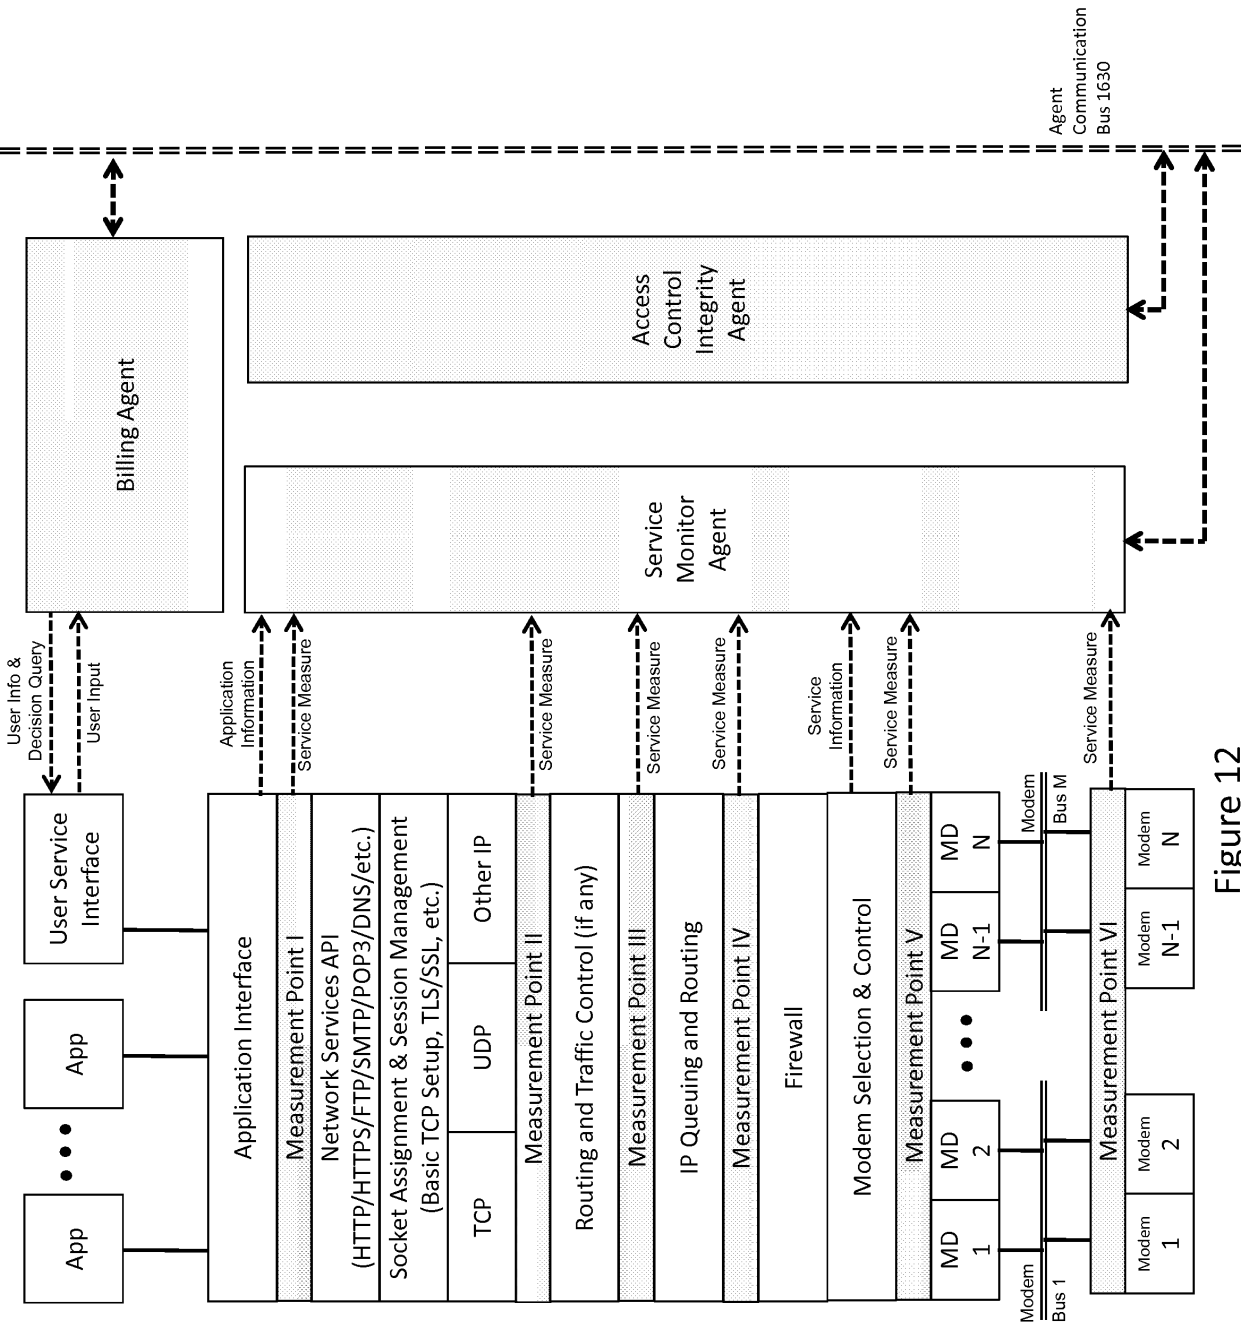 App
App
User Service
Interface
User Info &
Decision Query
User Input
Billing Agent
Application Interface
Application
Information
Measurement Point I
Service Measure
Network Services API
(HTTP/HTTPS/FTP/SMTP/POP3/DNS/etc.)
Socket Assignment & Session Management
(Basic TCP Setup, TLS/SSL, etc.)
TCP
UDP
Other IP
Measurement Point II
Service Measure
Routing and Traffic Control (if any)
Measurement Point III
Service Measure
IP Queuing and Routing
Measurement Point IV
Service Measure
Firewall
Modem Selection & Control
Service
Information
Measurement Point V
Service Measure
MD
1
MD
2
MD
N-1
MD
N
Modem
Bus 1
Modem
Bus M
Measurement Point VI
Service Measure
Modem
1
Modem
2
Modem
N-1
Modem
N
Service
Monitor
Agent
Access
Control
Integrity
Agent
Agent
Communication
Bus 1630
Figure 12